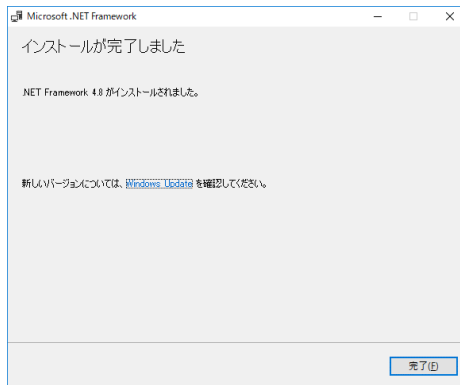 Microsoft .NET Framework
インストールが完了しました
.NET Framework 4.8 がインストールされました。
新しいバージョンについては、Windows Update を確認してください。
完了(F)